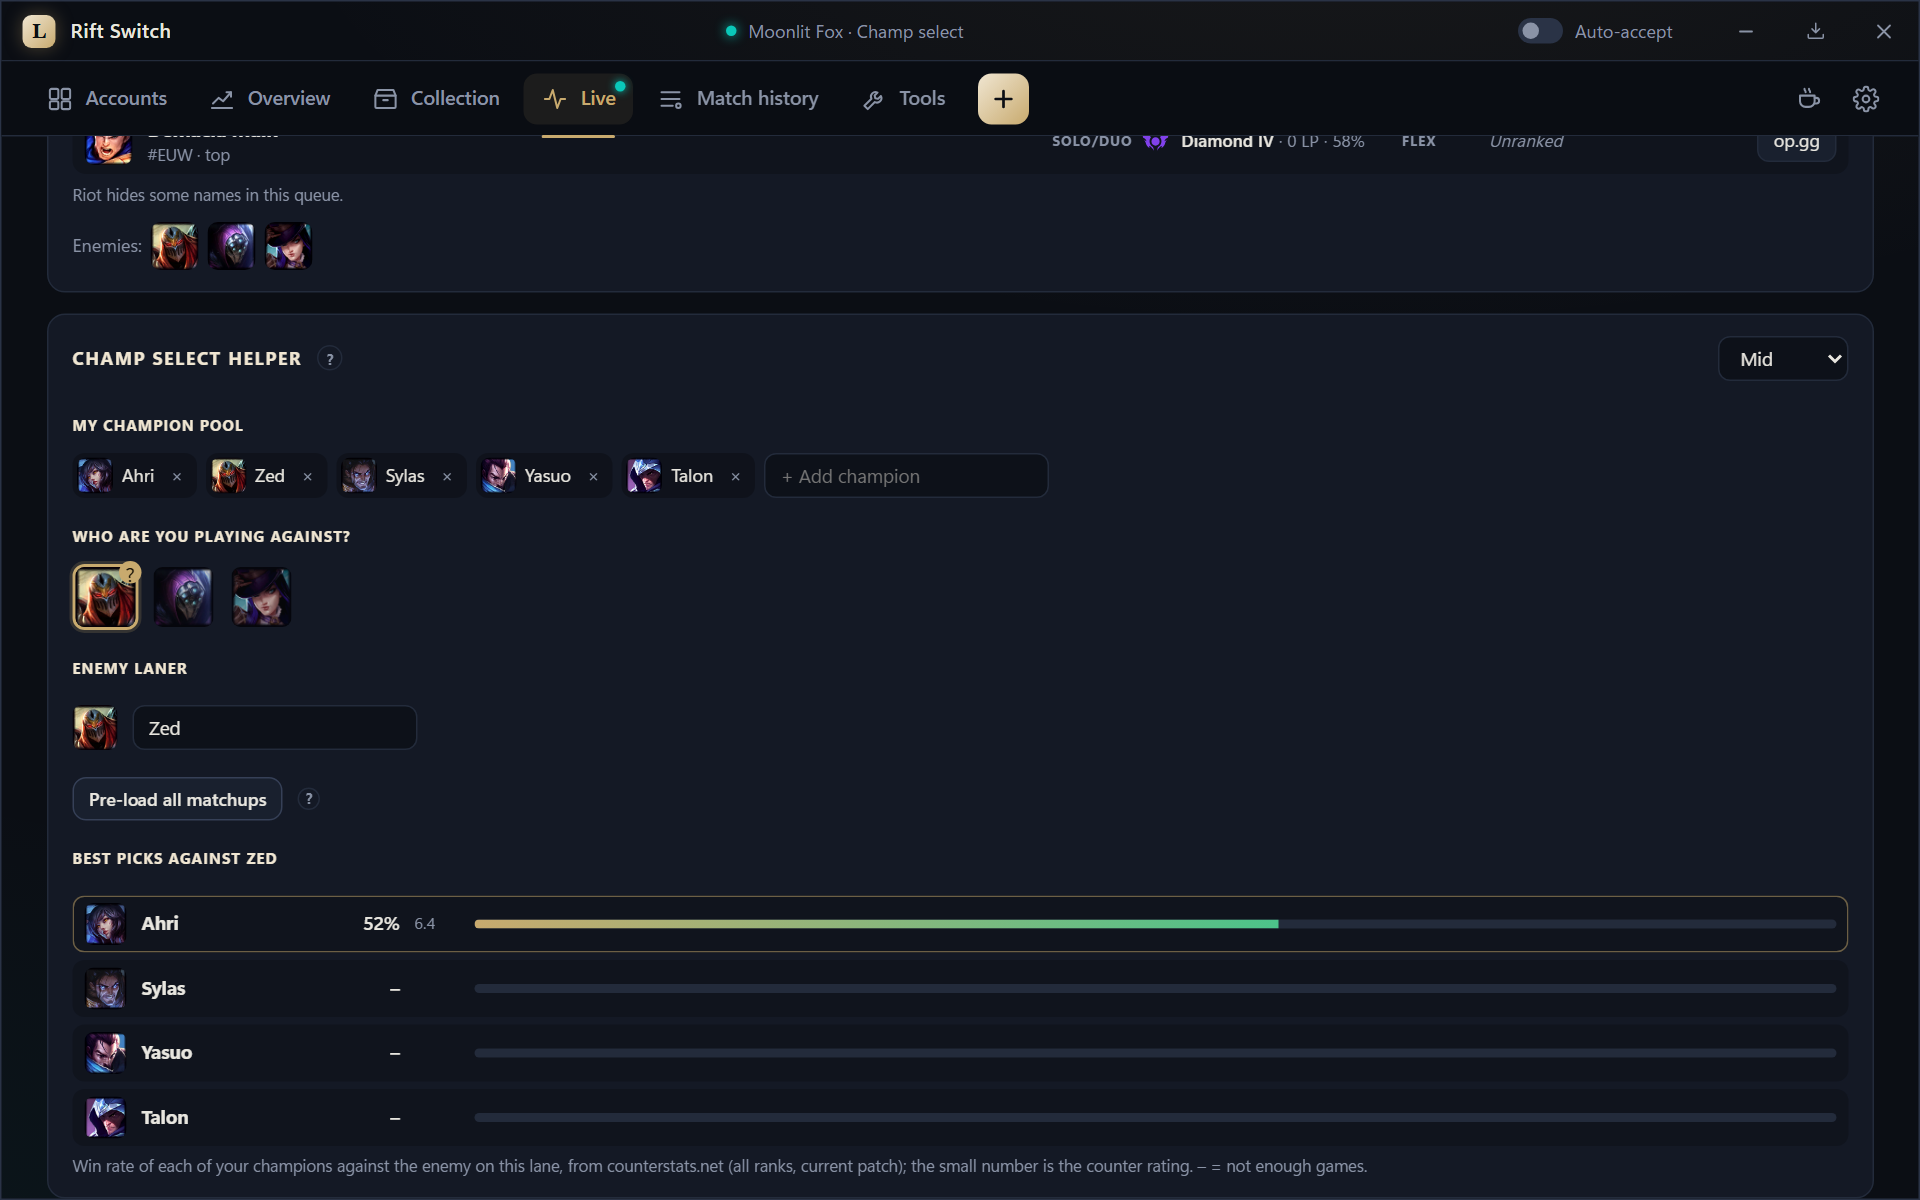 L Rift Switch
Moonlit Fox · Champ select
Auto-accept
Accounts
Overview
Collection
Live
Match history
Tools
+
#EUW · top
SOLO/DUO Diamond IV · 0 LP · 58% FLEX Unranked op.gg
Riot hides some names in this queue.
Enemies:
CHAMP SELECT HELPER ?
Mid
MY CHAMPION POOL
Ahri ×
Zed ×
Sylas ×
Yasuo ×
Talon ×
+ Add champion
WHO ARE YOU PLAYING AGAINST?
?
ENEMY LANER
Zed
Pre-load all matchups ?
BEST PICKS AGAINST ZED
Ahri 52% 6.4
Sylas –
Yasuo –
Talon –
Win rate of each of your champions against the enemy on this lane, from counterstats.net (all ranks, current patch); the small number is the counter rating. – = not enough games.